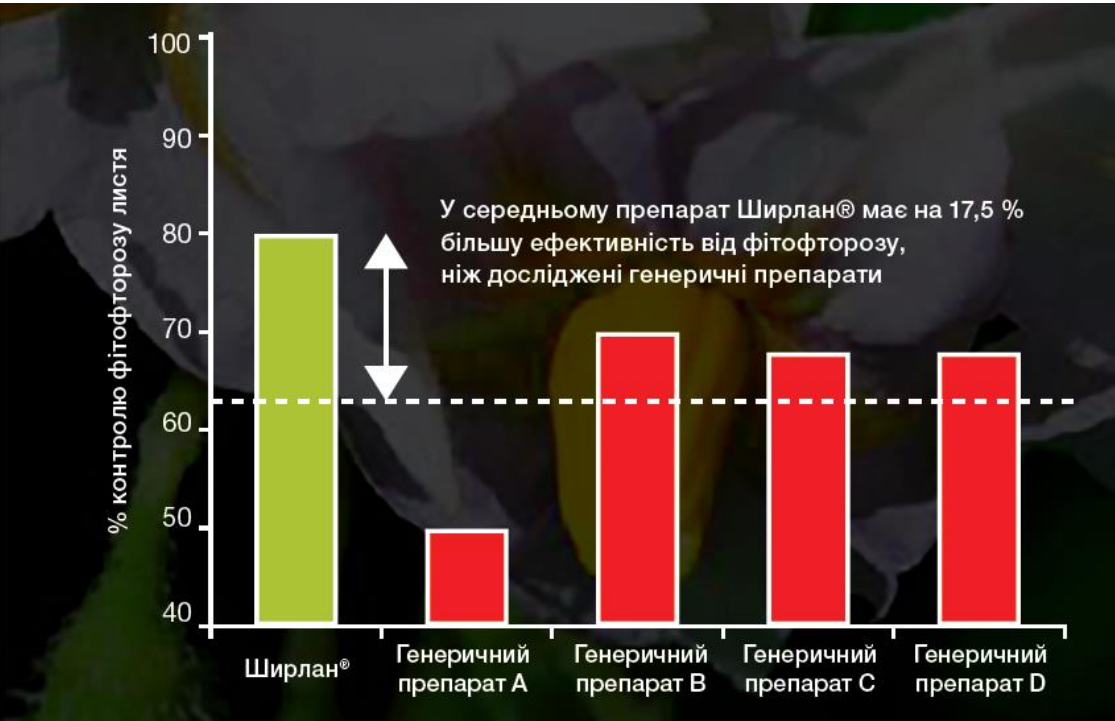 100
90
80
70
60
50
40
% контролю фітофторозу листя
У середньому препарат Ширлан® має на 17,5 %
більшу ефективність від фітофторозу,
ніж досліджені генеричні препарати
Ширлан®
Генеричний
препарат А
Генеричний
препарат B
Генеричний
препарат C
Генеричний
препарат D